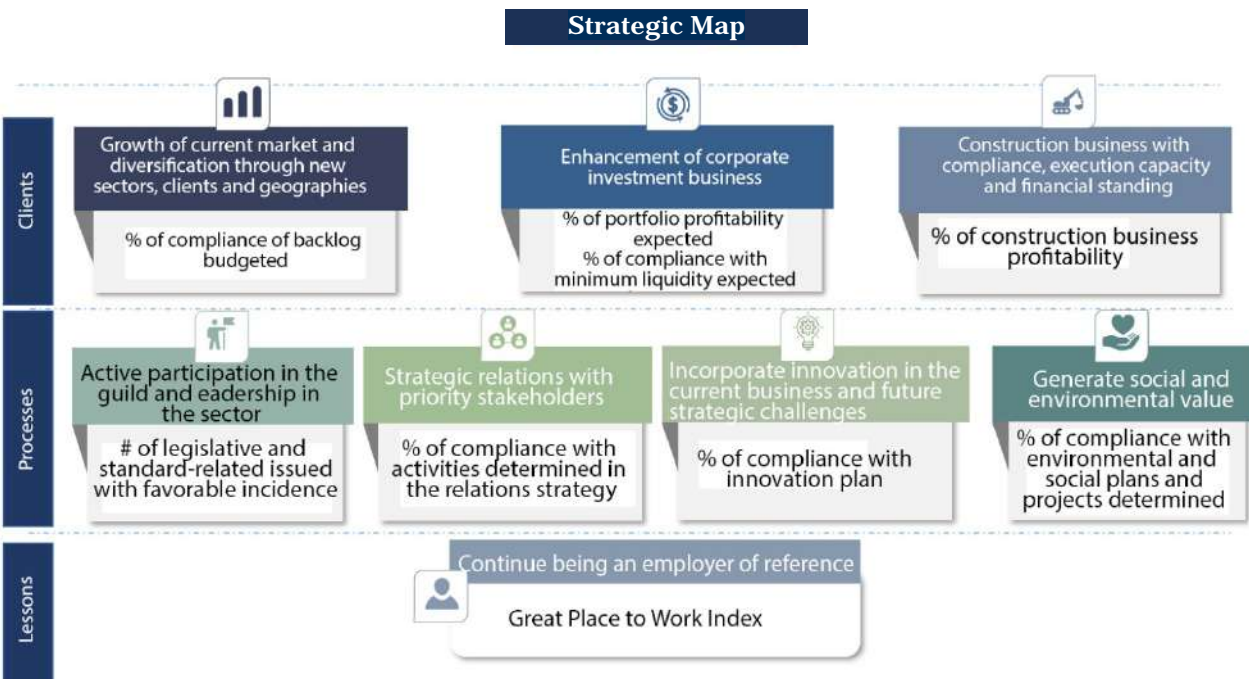 Strategic Map
Clients
Growth of current market and
diversification through new
sectors, clients and geographies
% of compliance of backlog
budgeted
Enhancement of corporate
investment business
% of portfolio profitability
expected
% of compliance with
minimum liquidity expected
Construction business with
compliance, execution capacity
and financial standing
% of construction business
profitability
Processes
Active participation in the
guild and eadership in
the sector
# of legislative and
standard-related issued
with favorable incidence
Strategic relations with
priority stakeholders
% of compliance with
activities determined in
the relations strategy
Incorporate innovation in the
current business and future
strategic challenges
% of compliance with
innovation plan
Generate social and
environmental value
% of compliance with
environmental and
social plans and
projects determined
Lessons
Continue being an employer of reference
Great Place to Work Index